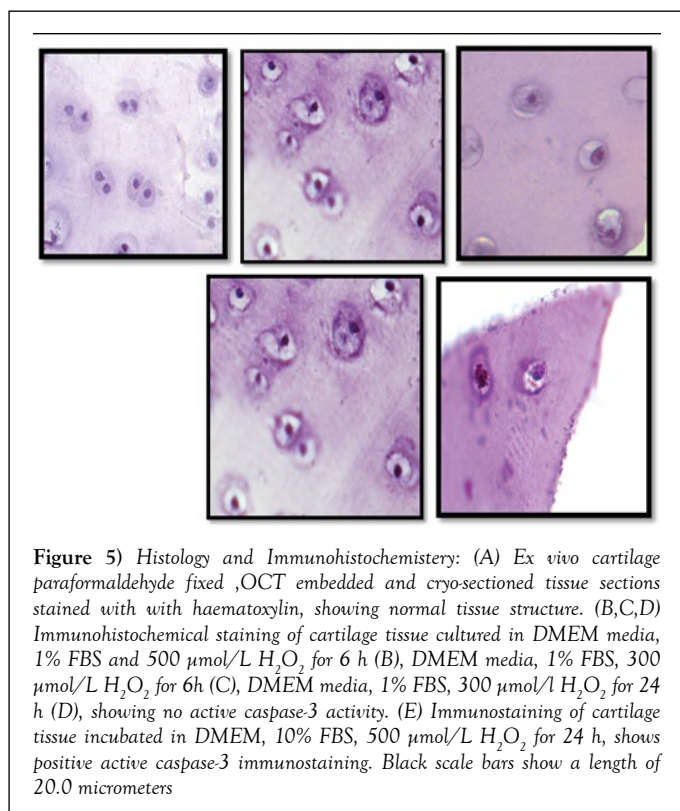 Figure 5) Histology and Immunohistochemistery: (A) Ex vivo cartilage
paraformaldehyde fixed ,OCT embedded and cryo-sectioned tissue sections
stained with with haematoxylin, showing normal tissue structure. (B,C,D)
Immunohistochemical staining of cartilage tissue cultured in DMEM media,
1% FBS and 500 μmol/L H₂O₂ for 6 h (B), DMEM media, 1% FBS, 300
μmol/L H₂O₂ for 6h (C), DMEM media, 1% FBS, 300 μmol/l H₂O₂ for 24
h (D), showing no active caspase-3 activity. (E) Immunostaining of cartilage
tissue incubated in DMEM, 10% FBS, 500 μmol/L H₂O₂ for 24 h, shows
positive active caspase-3 immunostaining. Black scale bars show a length of
20.0 micrometers